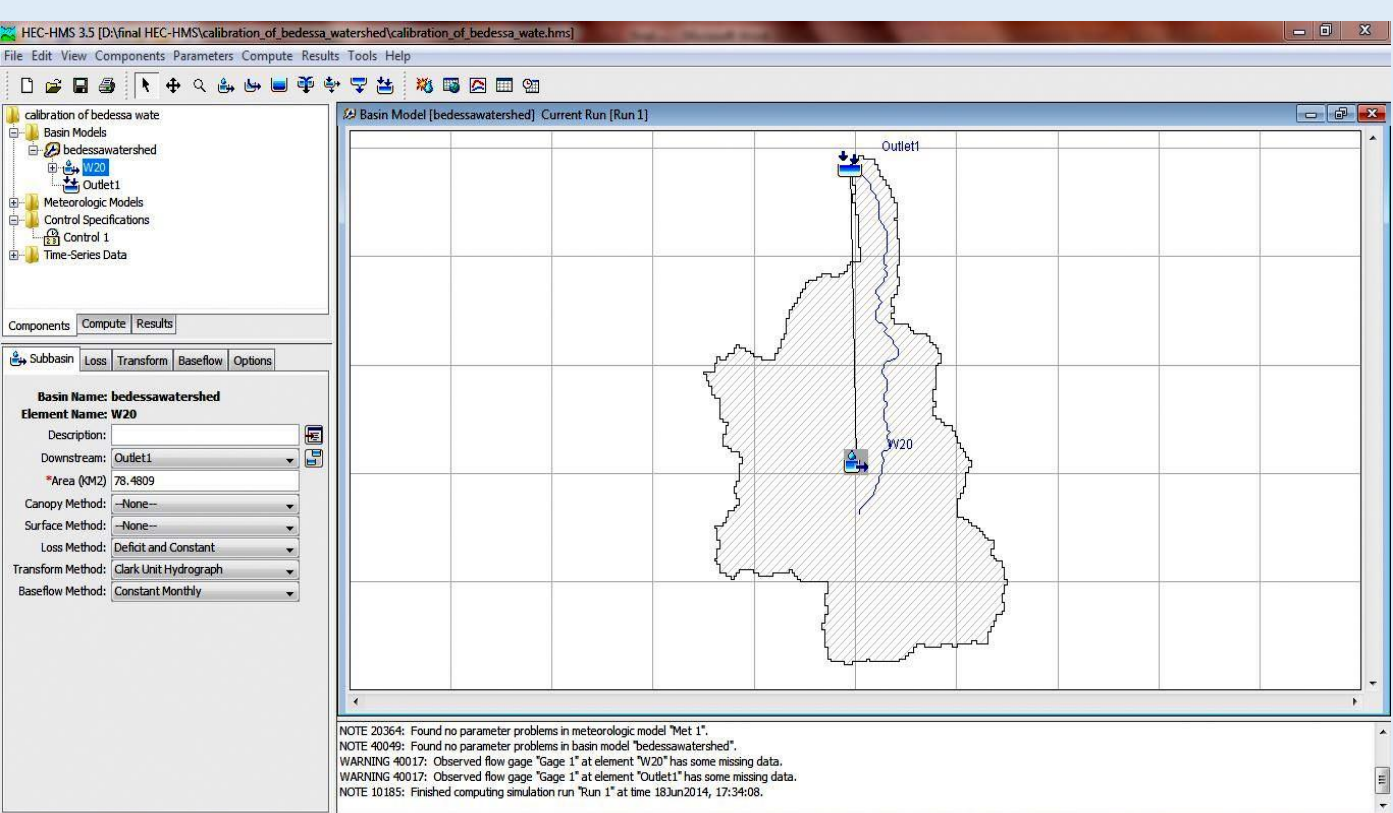 HEC-HMS 3.5 [D:\final HEC-HMS\calibration_of_bedessa_watershed\calibration_of_bedessa_wate.hms]
File Edit View Components Parameters Compute Results Tools Help
calibration of bedessa wate
Basin Models
bedessawatershed
W20
Outlet1
Meteorologic Models
Control Specifications
Control 1
Time-Series Data
Components Compute Results
Subbasin Loss Transform Baseflow Options
Basin Name: bedessawatershed
Element Name: W20
Description:
Downstream: Outlet1
*Area (KM2) 78.4809
Canopy Method: --None--
Surface Method: --None--
Loss Method: Deficit and Constant
Transform Method: Clark Unit Hydrograph
Baseflow Method: Constant Monthly
Basin Model [bedessawatershed] Current Run [Run 1]
Outlet1
W20
NOTE 20364: Found no parameter problems in meteorologic model "Met 1".
NOTE 40049: Found no parameter problems in basin model "bedessawatershed".
WARNING 40017: Observed flow gage "Gage 1" at element "W20" has some missing data.
WARNING 40017: Observed flow gage "Gage 1" at element "Outlet1" has some missing data.
NOTE 10185: Finished computing simulation run "Run 1" at time 18Jun2014, 17:34:08.